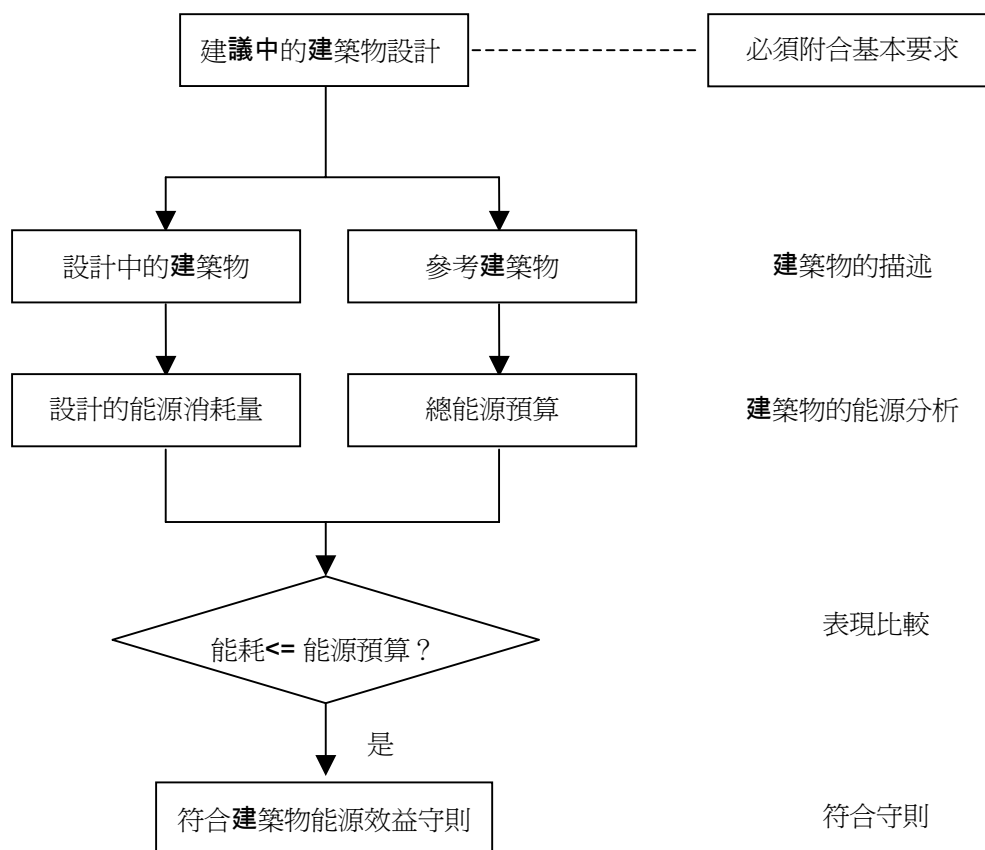 建議中的建築物設計
必須附合基本要求
設計中的建築物
參考建築物
建築物的描述
設計的能源消耗量
總能源預算
建築物的能源分析
能耗<= 能源預算？
表現比較
是
符合建築物能源效益守則
符合守則